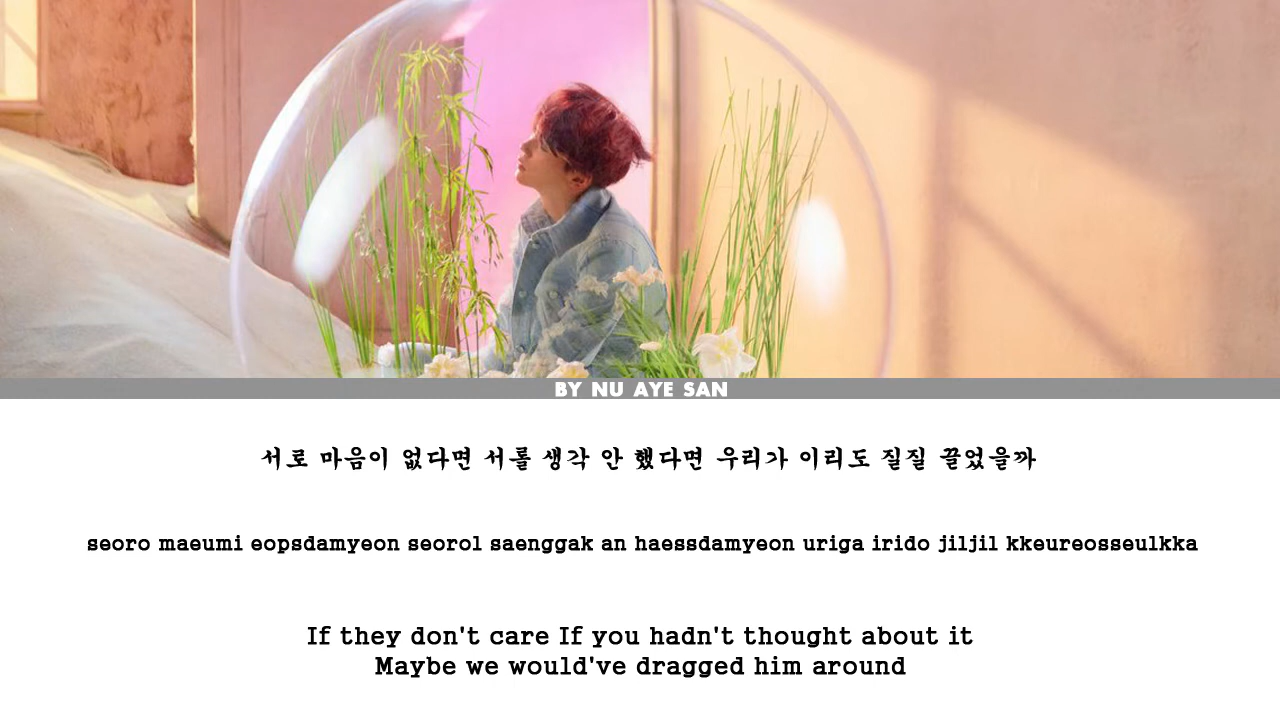 BY NU AYE SAN
서로 마음이 없다면 서롤 생각 안 했다면 우리가 이리도 질질 끌었을까
seoro maeumi eopsdamyeon seorol saenggak an haessdamyeon uriga irido jiljil kkeureosseulkka
If they don't care If you hadn't thought about it
Maybe we would've dragged him around